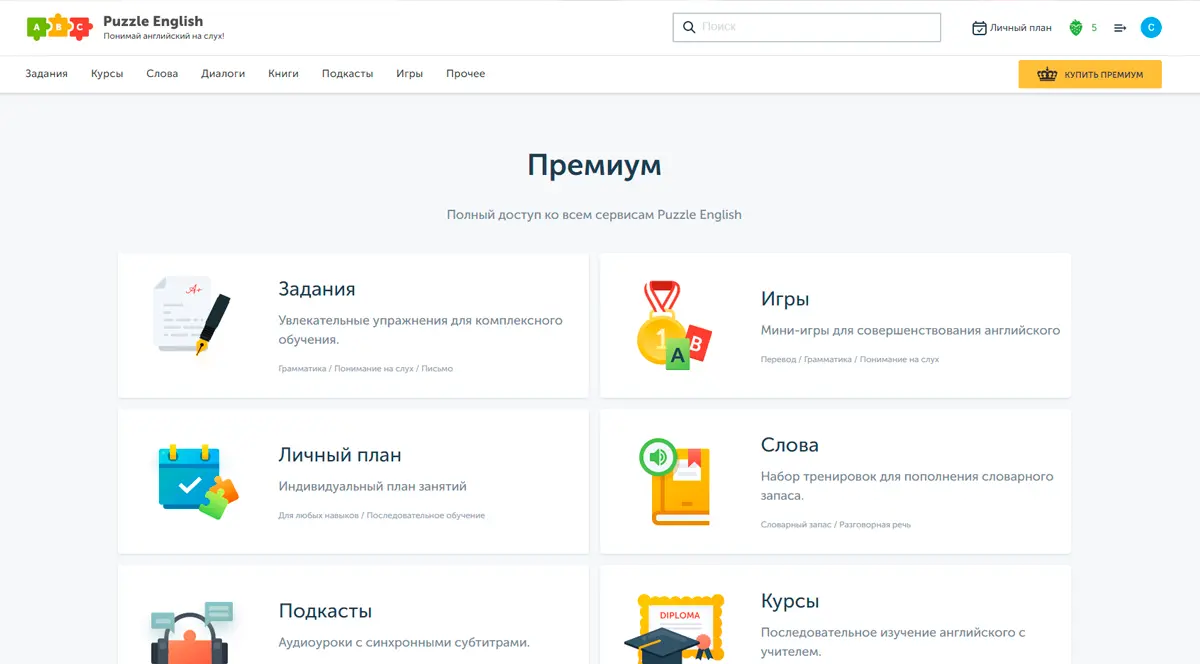 A B C
Puzzle English
Понимай английский на слух!
Поиск
Личный план
5
C
Задания
Курсы
Слова
Диалоги
Книги
Подкасты
Игры
Прочее
КУПИТЬ ПРЕМИУМ
Премиум
Полный доступ ко всем сервисам Puzzle English
A+
Задания
Увлекательные упражнения для комплексного
обучения.
Грамматика / Понимание на слух / Письмо
1
A
B
Игры
Мини-игры для совершенствования английского
Перевод / Грамматика / Понимание на слух
Личный план
Индивидуальный план занятий
Для любых навыков / Последовательное обучение
Слова
Набор тренировок для пополнения словарного
запаса.
Словарный запас / Разговорная речь
Подкасты
Аудиоуроки с синхронными субтитрами.
DIPLOMA
Курсы
Последовательное изучение английского с
учителем.